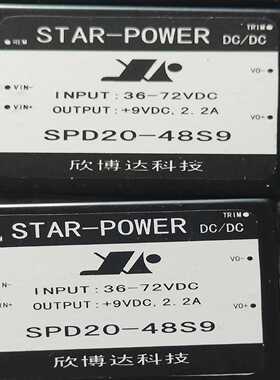 STAR-POWER DC/DC
TRIM
REM
VO-
VIN-
VIN+
INPUT: 36-72VDC
OUTPUT: +9VDC, 2.2A
VO+
SPD20-48S9
欣博达科技
TRIM
STAR-POWER DC/DC
VO-
INPUT: 36-72VDC
OUTPUT: +9VDC, 2.2A
VO+
SPD20-48S9
欣博达科技